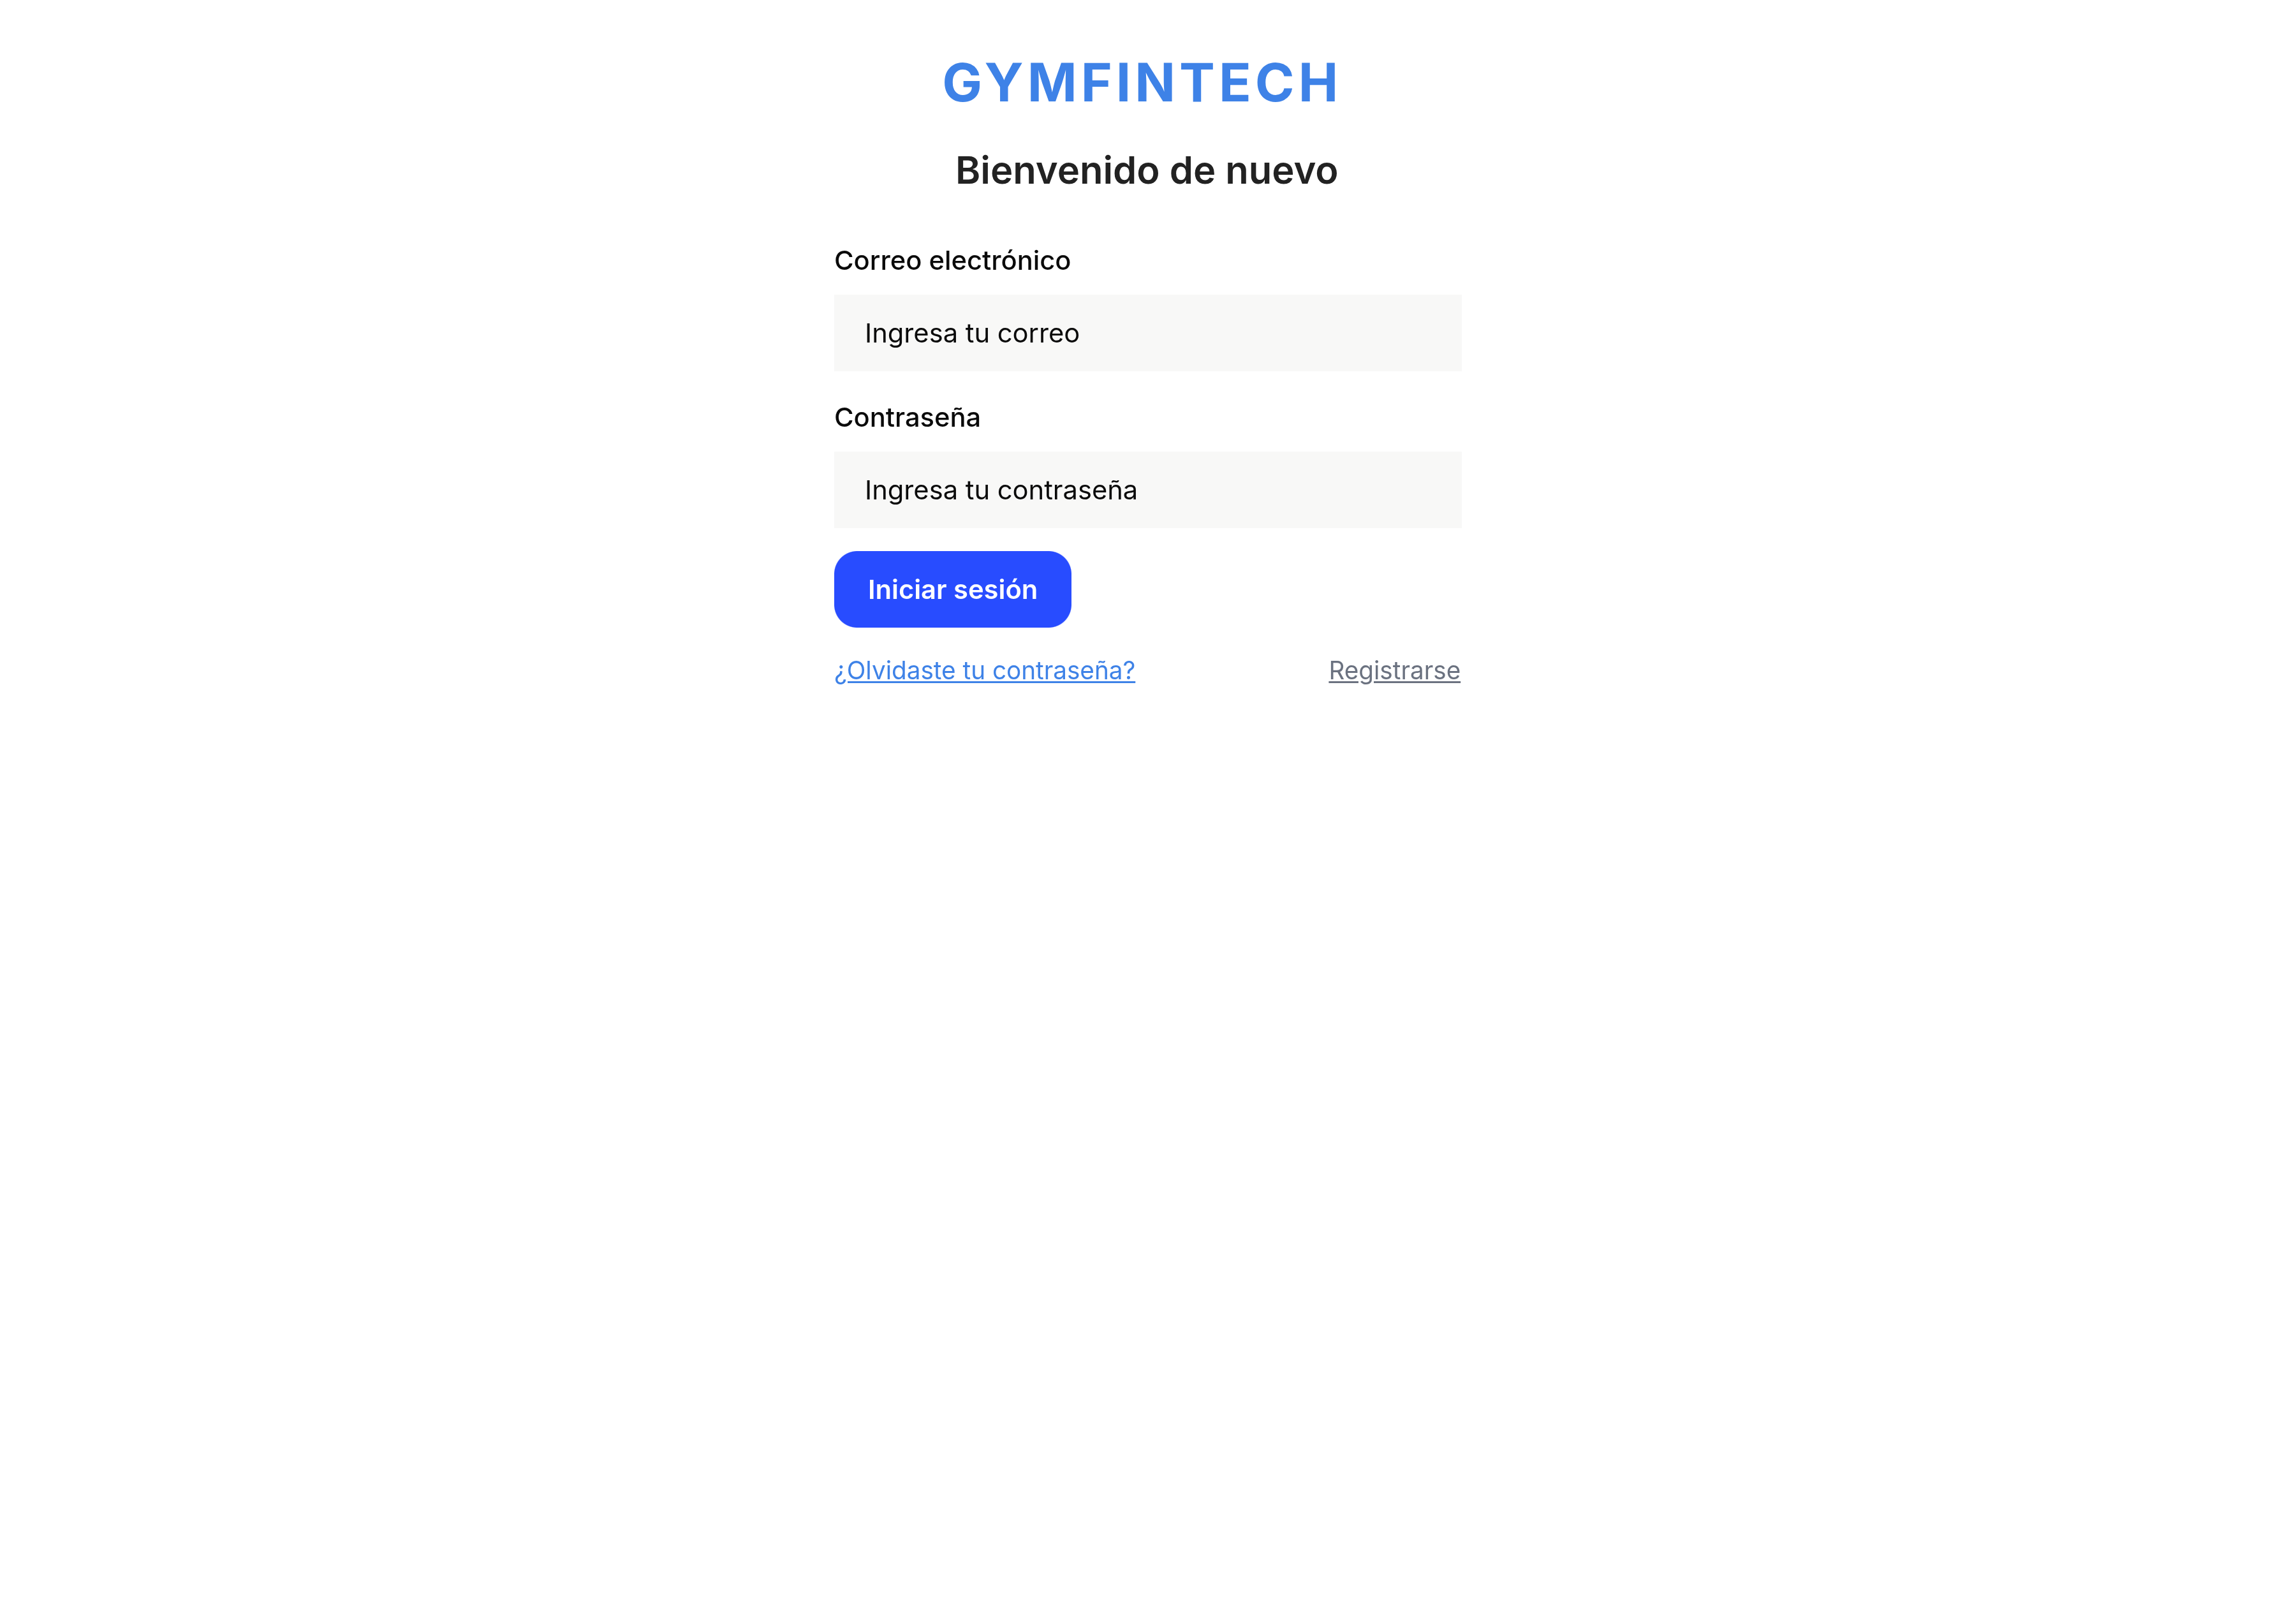 GYMFINTECH
Bienvenido de nuevo
Correo electrónico
Ingresa tu correo
Contraseña
Ingresa tu contraseña
Iniciar sesión
¿Olvidaste tu contraseña? Registrarse